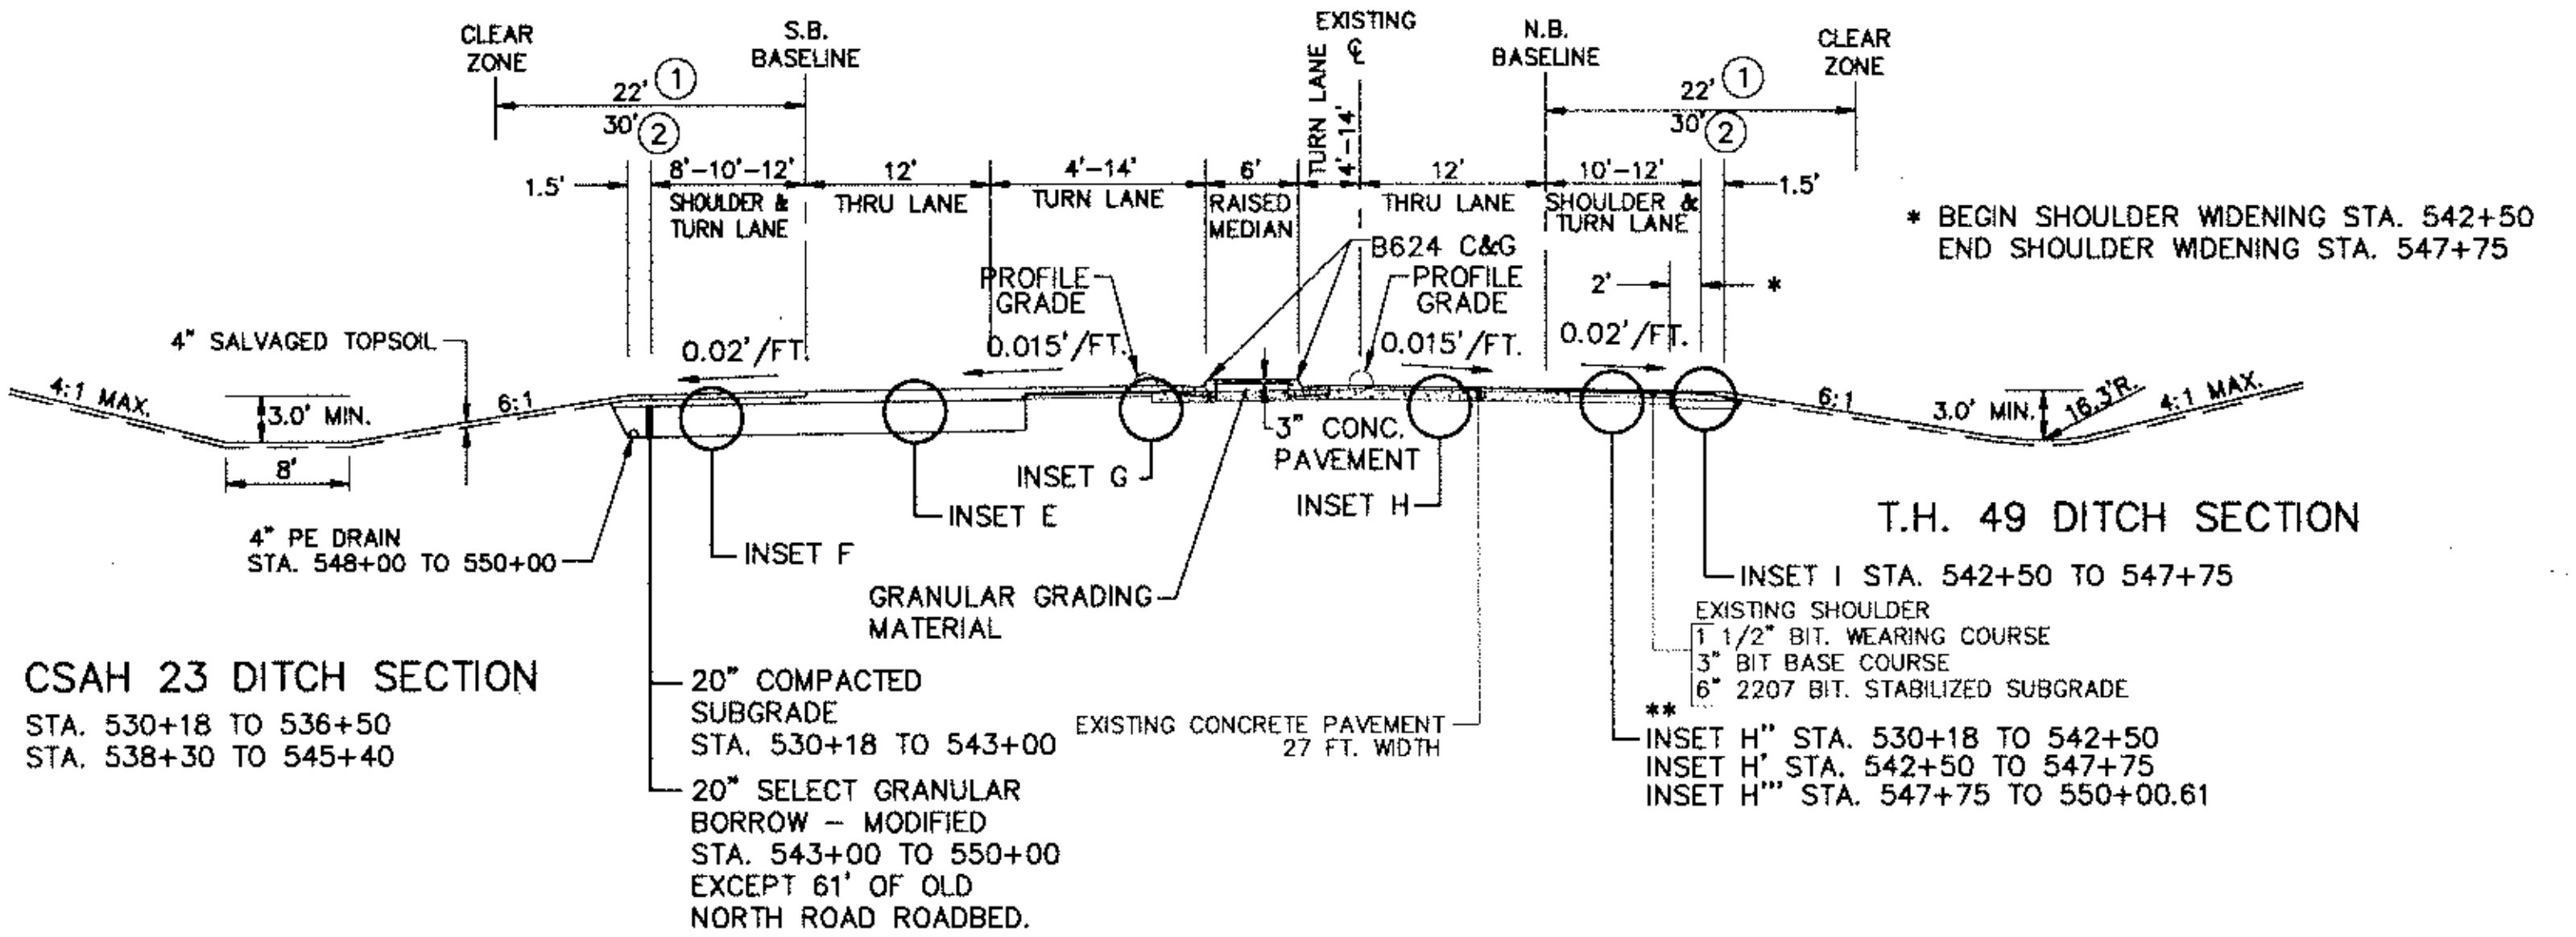 CLEAR
ZONE
S.B.
BASELINE
EXISTING
℄
N.B.
BASELINE
CLEAR
ZONE
22' ①
30' ②
TURN LANE
4'-14'
22' ①
30' ②
1.5'
8'-10'-12'
SHOULDER &
TURN LANE
12'
THRU LANE
4'-14'
TURN LANE
6'
RAISED
MEDIAN
12'
THRU LANE
10'-12'
SHOULDER &
TURN LANE
1.5'
* BEGIN SHOULDER WIDENING STA. 542+50
END SHOULDER WIDENING STA. 547+75
B624 C&G
PROFILE
GRADE
PROFILE
GRADE
2'
*
4" SALVAGED TOPSOIL
0.02'/FT.
0.015'/FT.
0.015'/FT.
0.02'/FT.
4:1 MAX.
3.0' MIN.
6:1
8'
6:1
3.0' MIN.
16.3'R.
4:1 MAX.
3" CONC.
PAVEMENT
INSET G
INSET H
INSET E
INSET F
4" PE DRAIN
STA. 548+00 TO 550+00
T.H. 49 DITCH SECTION
INSET I STA. 542+50 TO 547+75
GRANULAR GRADING
MATERIAL
EXISTING SHOULDER
1 1/2" BIT. WEARING COURSE
3" BIT BASE COURSE
6" 2207 BIT. STABILIZED SUBGRADE
CSAH 23 DITCH SECTION
STA. 530+18 TO 536+50
STA. 538+30 TO 545+40
20" COMPACTED
SUBGRADE
STA. 530+18 TO 543+00
EXISTING CONCRETE PAVEMENT
27 FT. WIDTH
**
INSET H" STA. 530+18 TO 542+50
INSET H' STA. 542+50 TO 547+75
INSET H"' STA. 547+75 TO 550+00.61
20" SELECT GRANULAR
BORROW - MODIFIED
STA. 543+00 TO 550+00
EXCEPT 61' OF OLD
NORTH ROAD ROADBED.